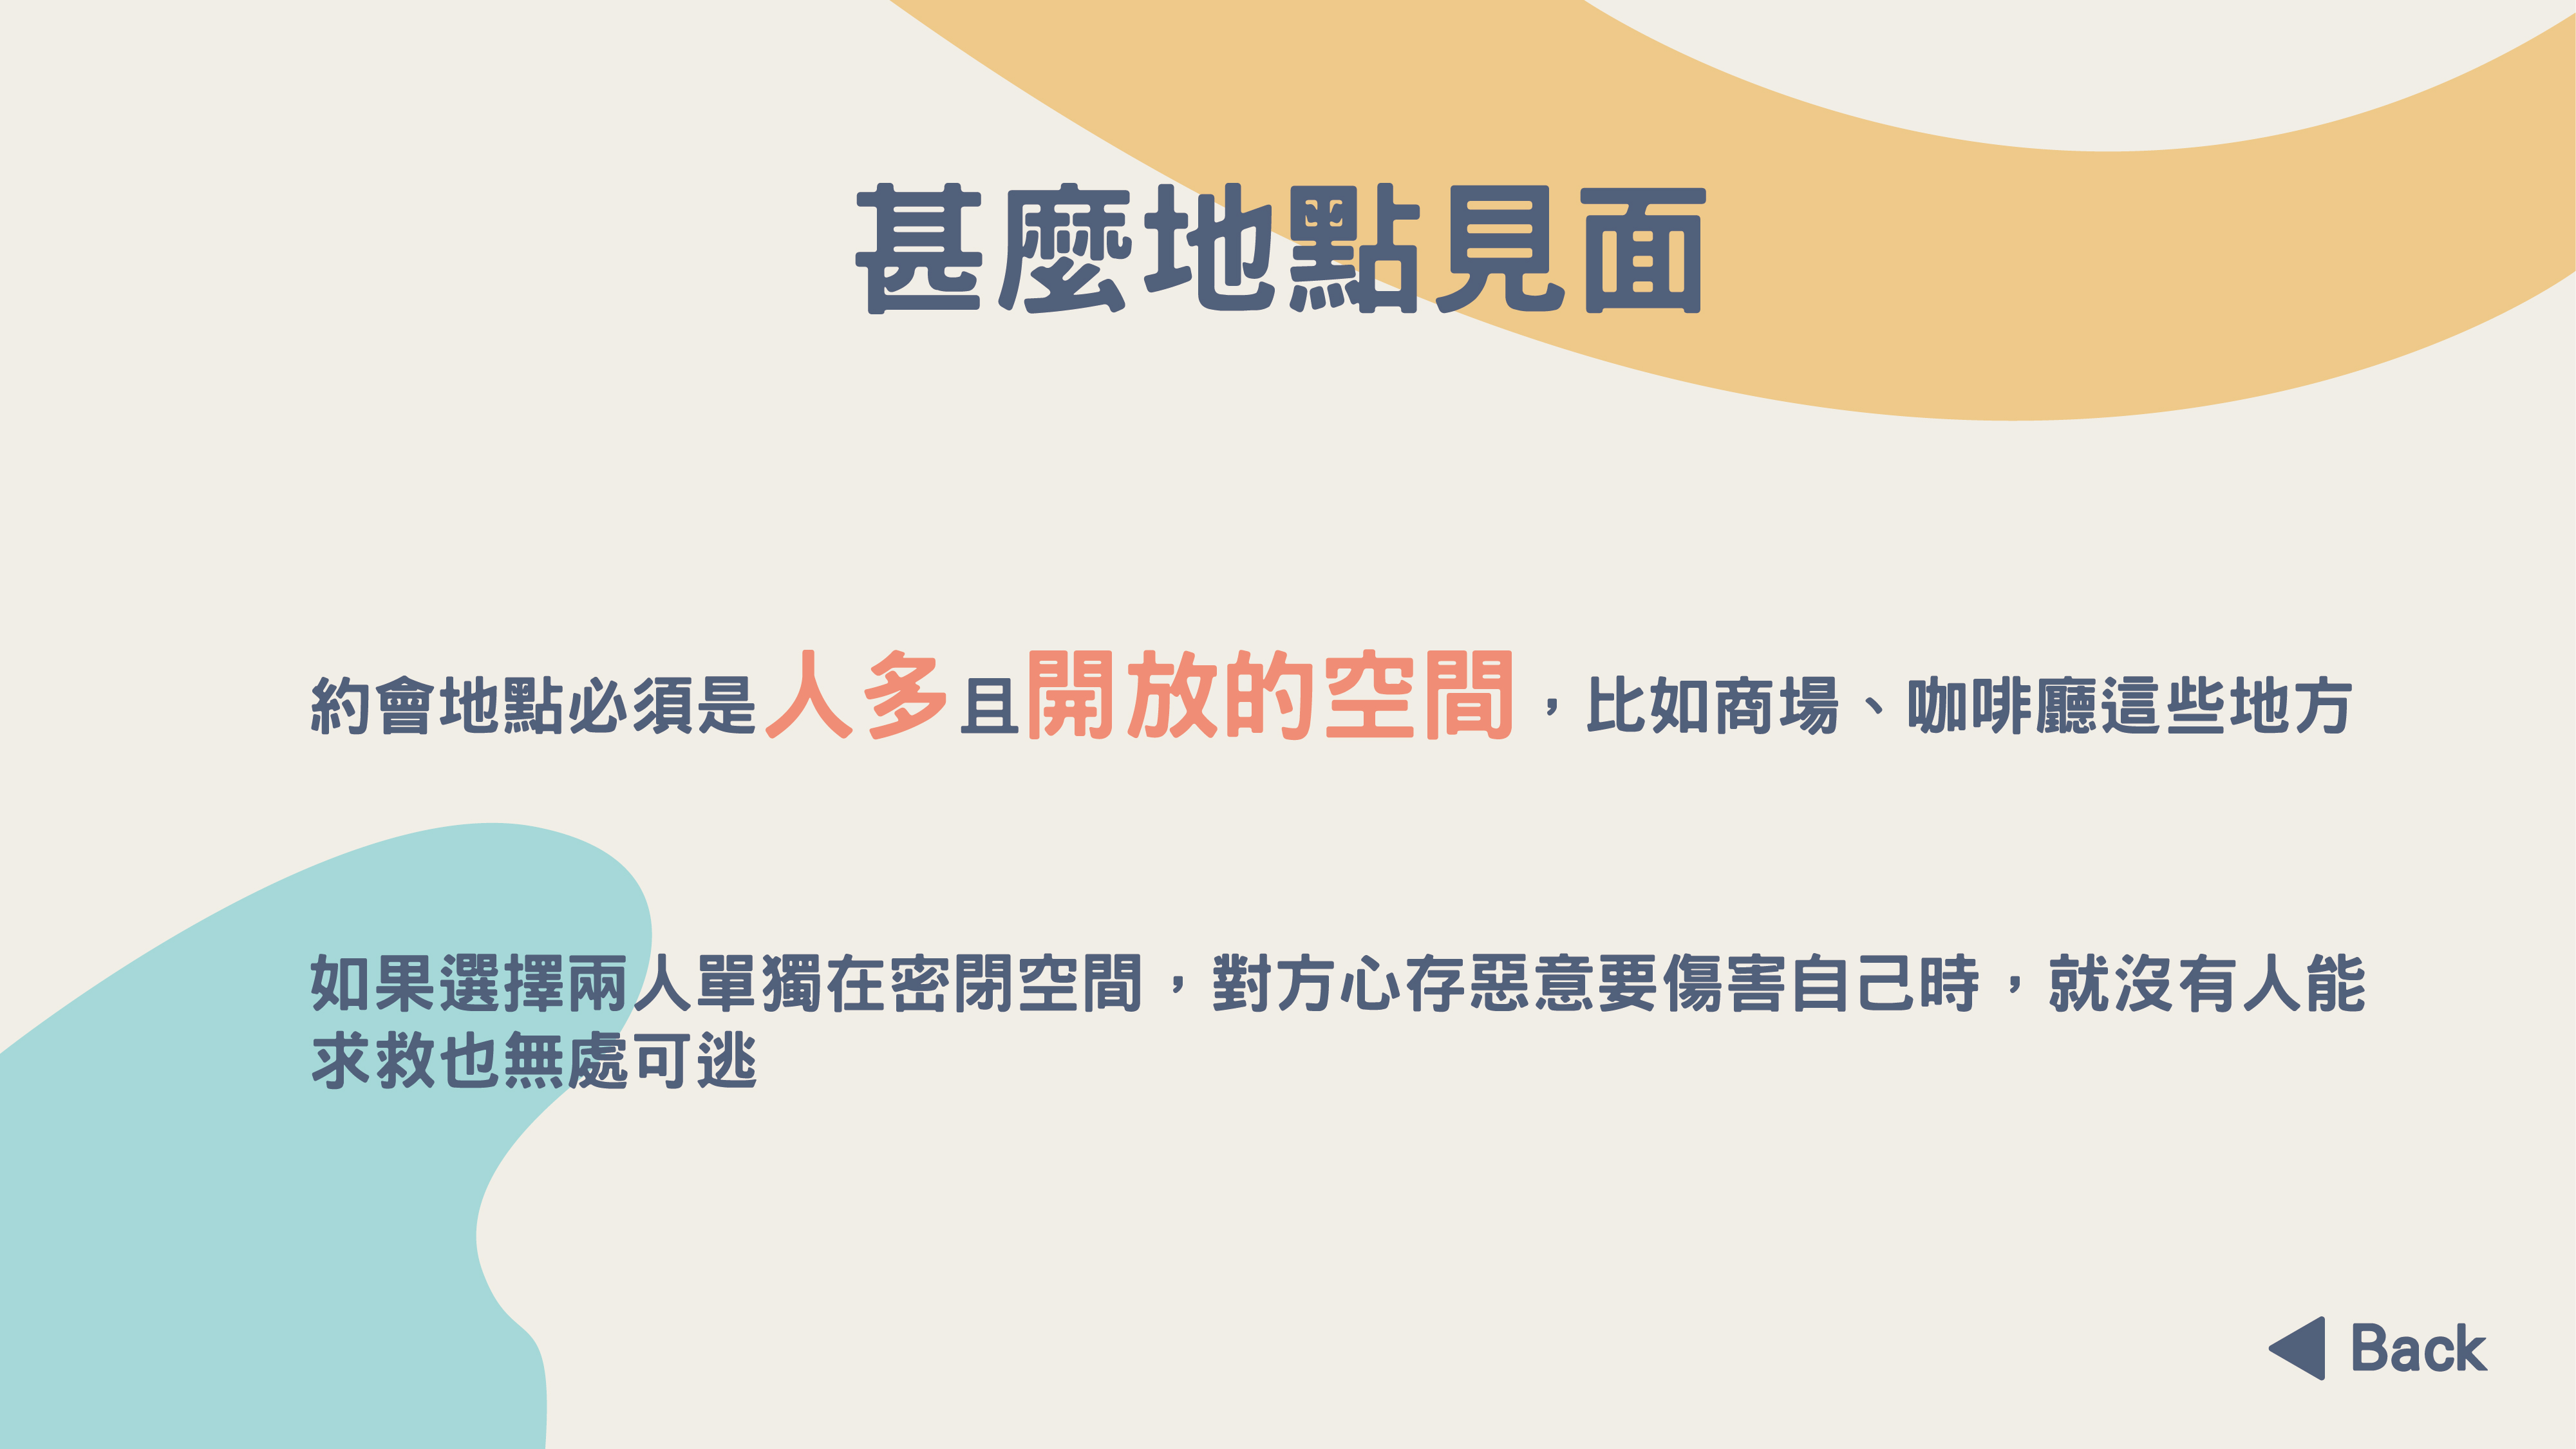 甚麼地點見面
約會地點必須是人多且開放的空間，比如商場、咖啡廳這些地方
如果選擇兩人單獨在密閉空間，對方心存惡意要傷害自己時，就沒有人能
求救也無處可逃
Back